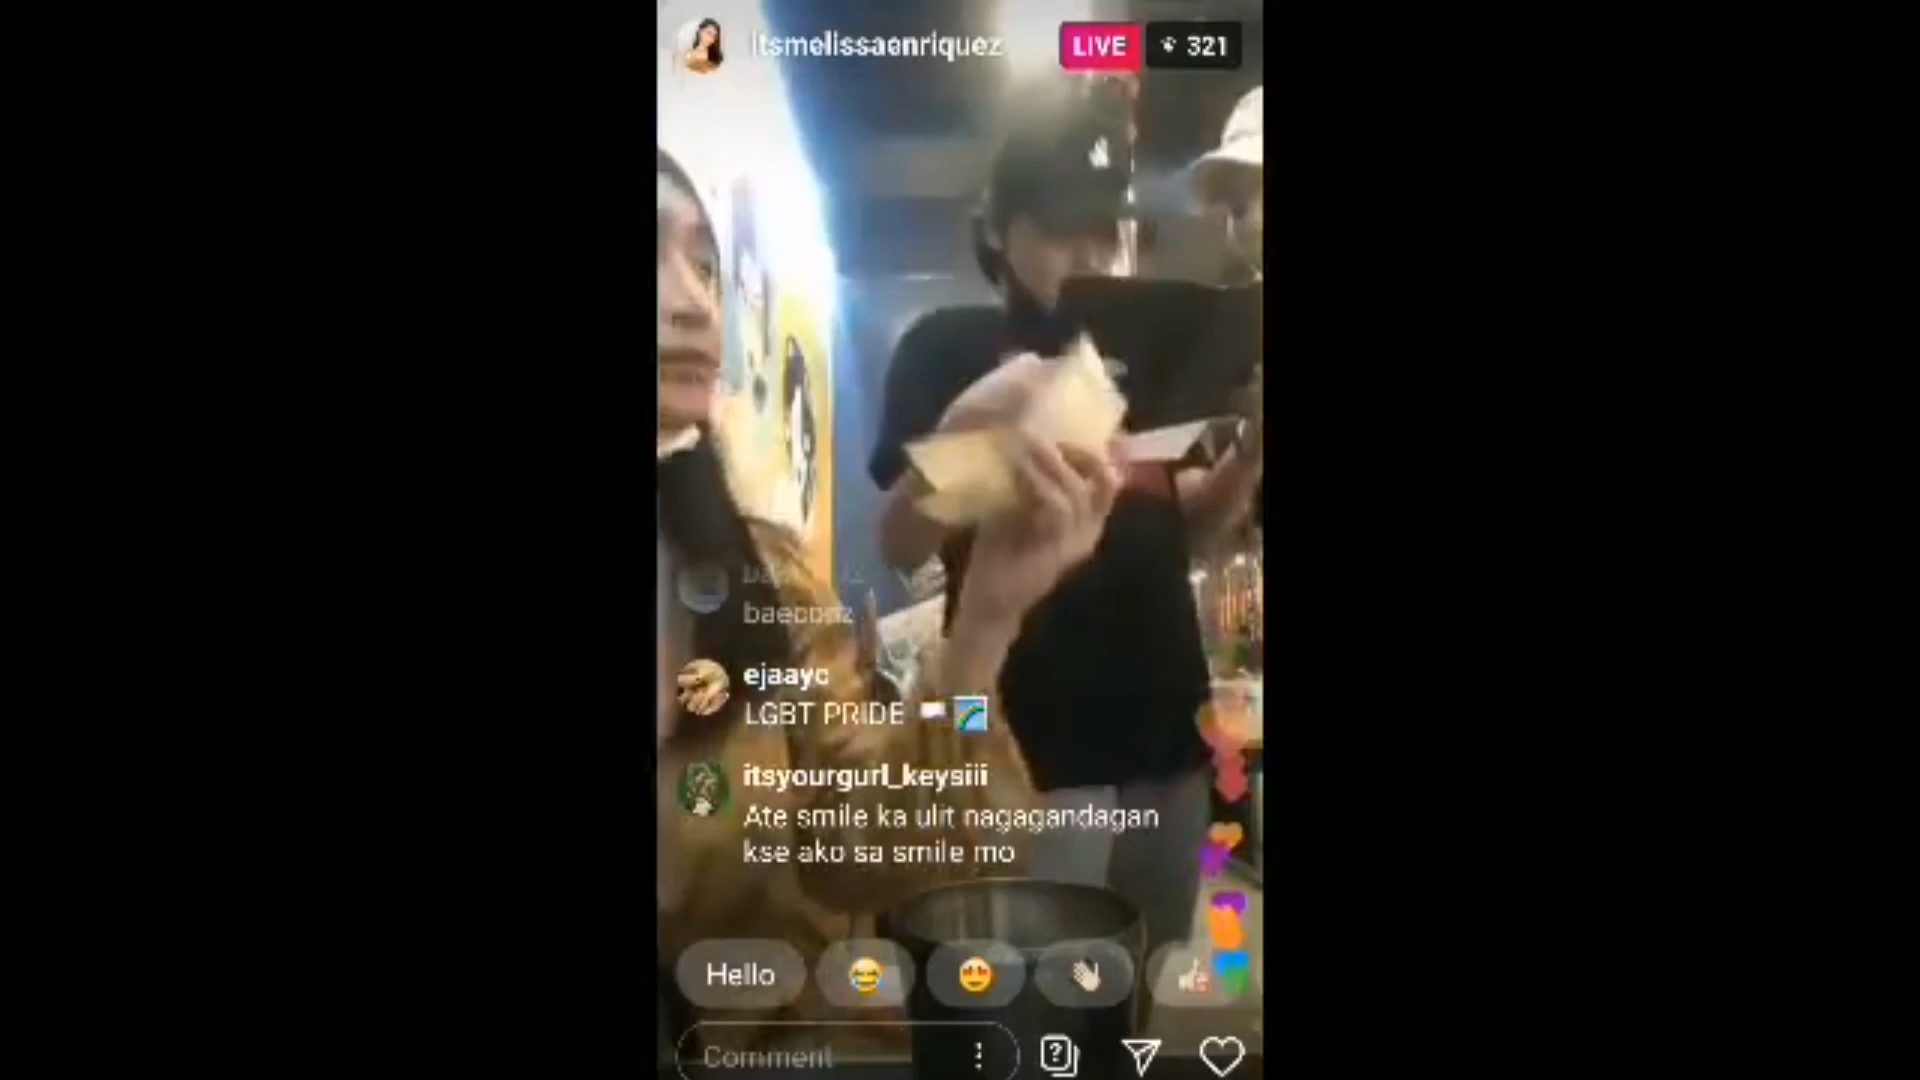 itsmelissaenriquez
LIVE 321
ejaayc
LGBT PRIDE
itsyourgurl_keysiii
Ate smile ka ulit nagagandagan
kse ako sa smile mo
Hello
Comment